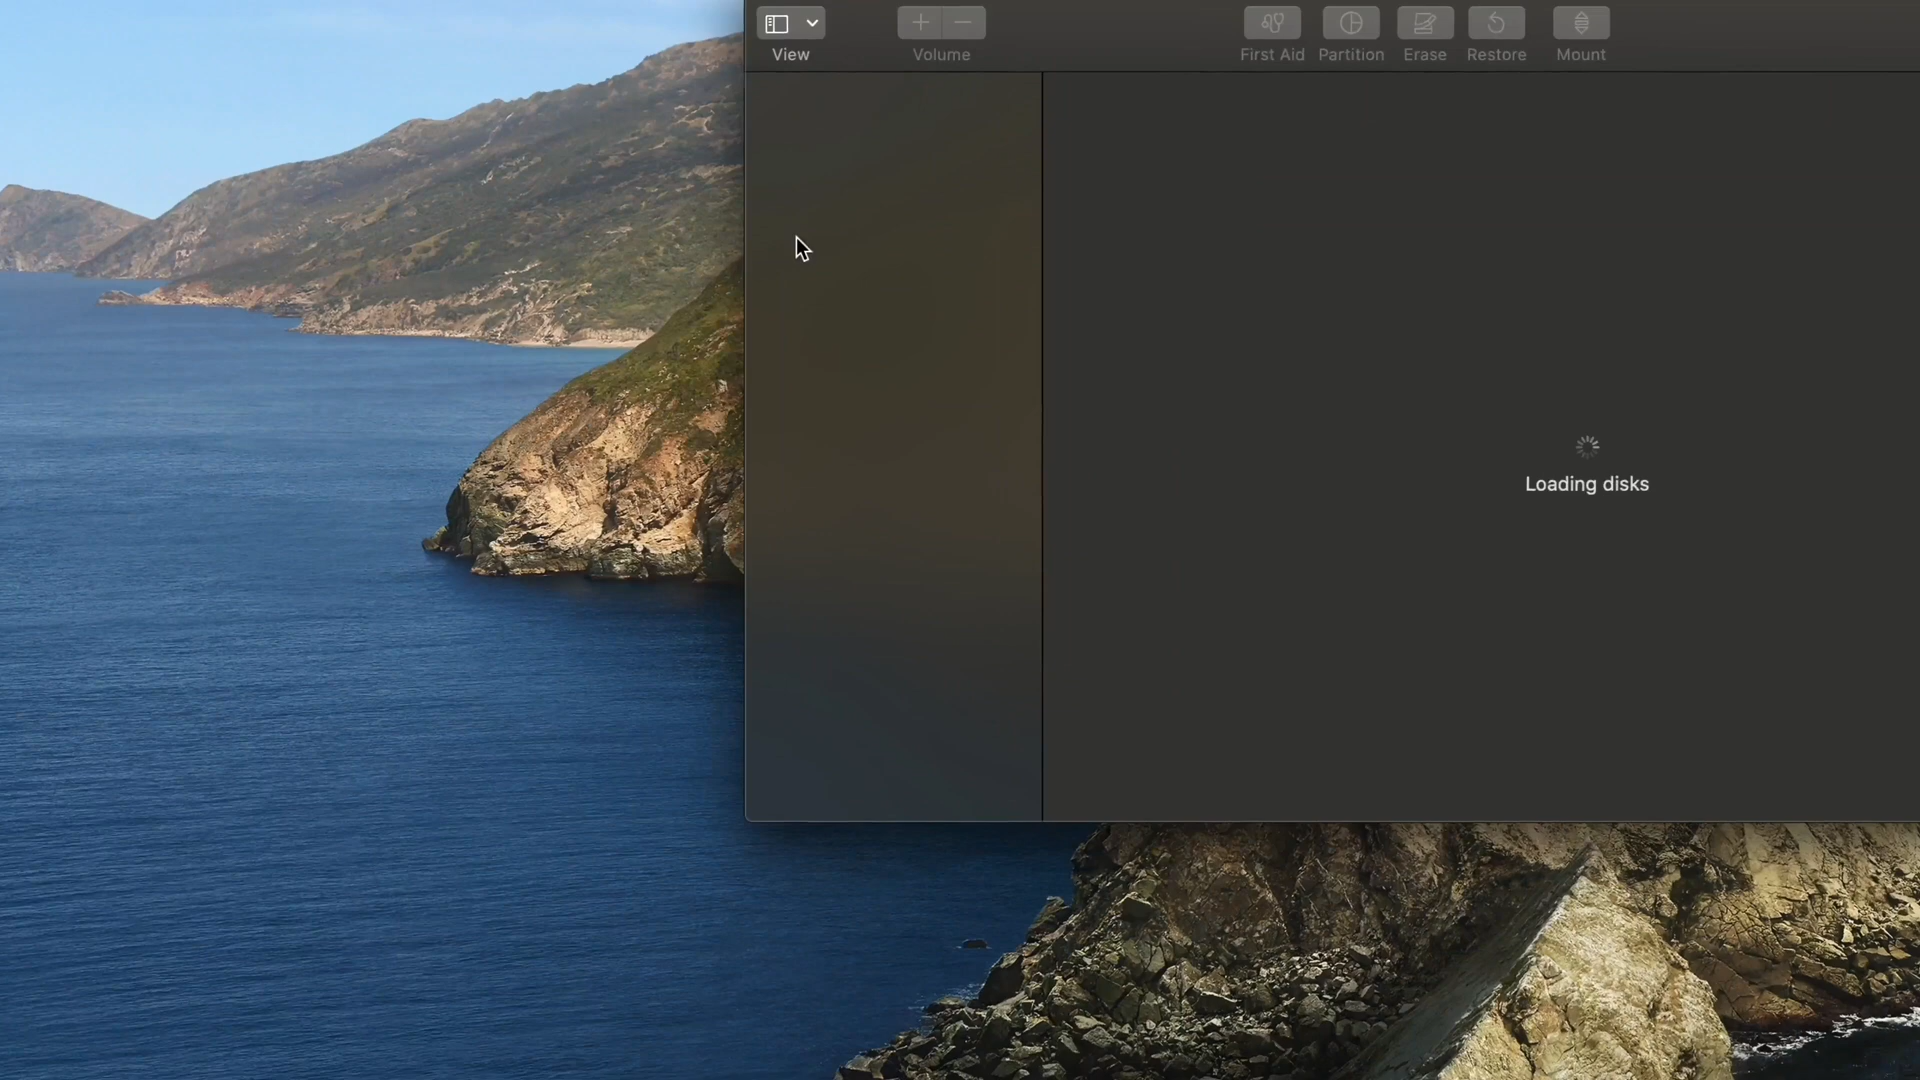 View
Volume
First Aid
Partition
Erase
Restore
Mount
Loading disks